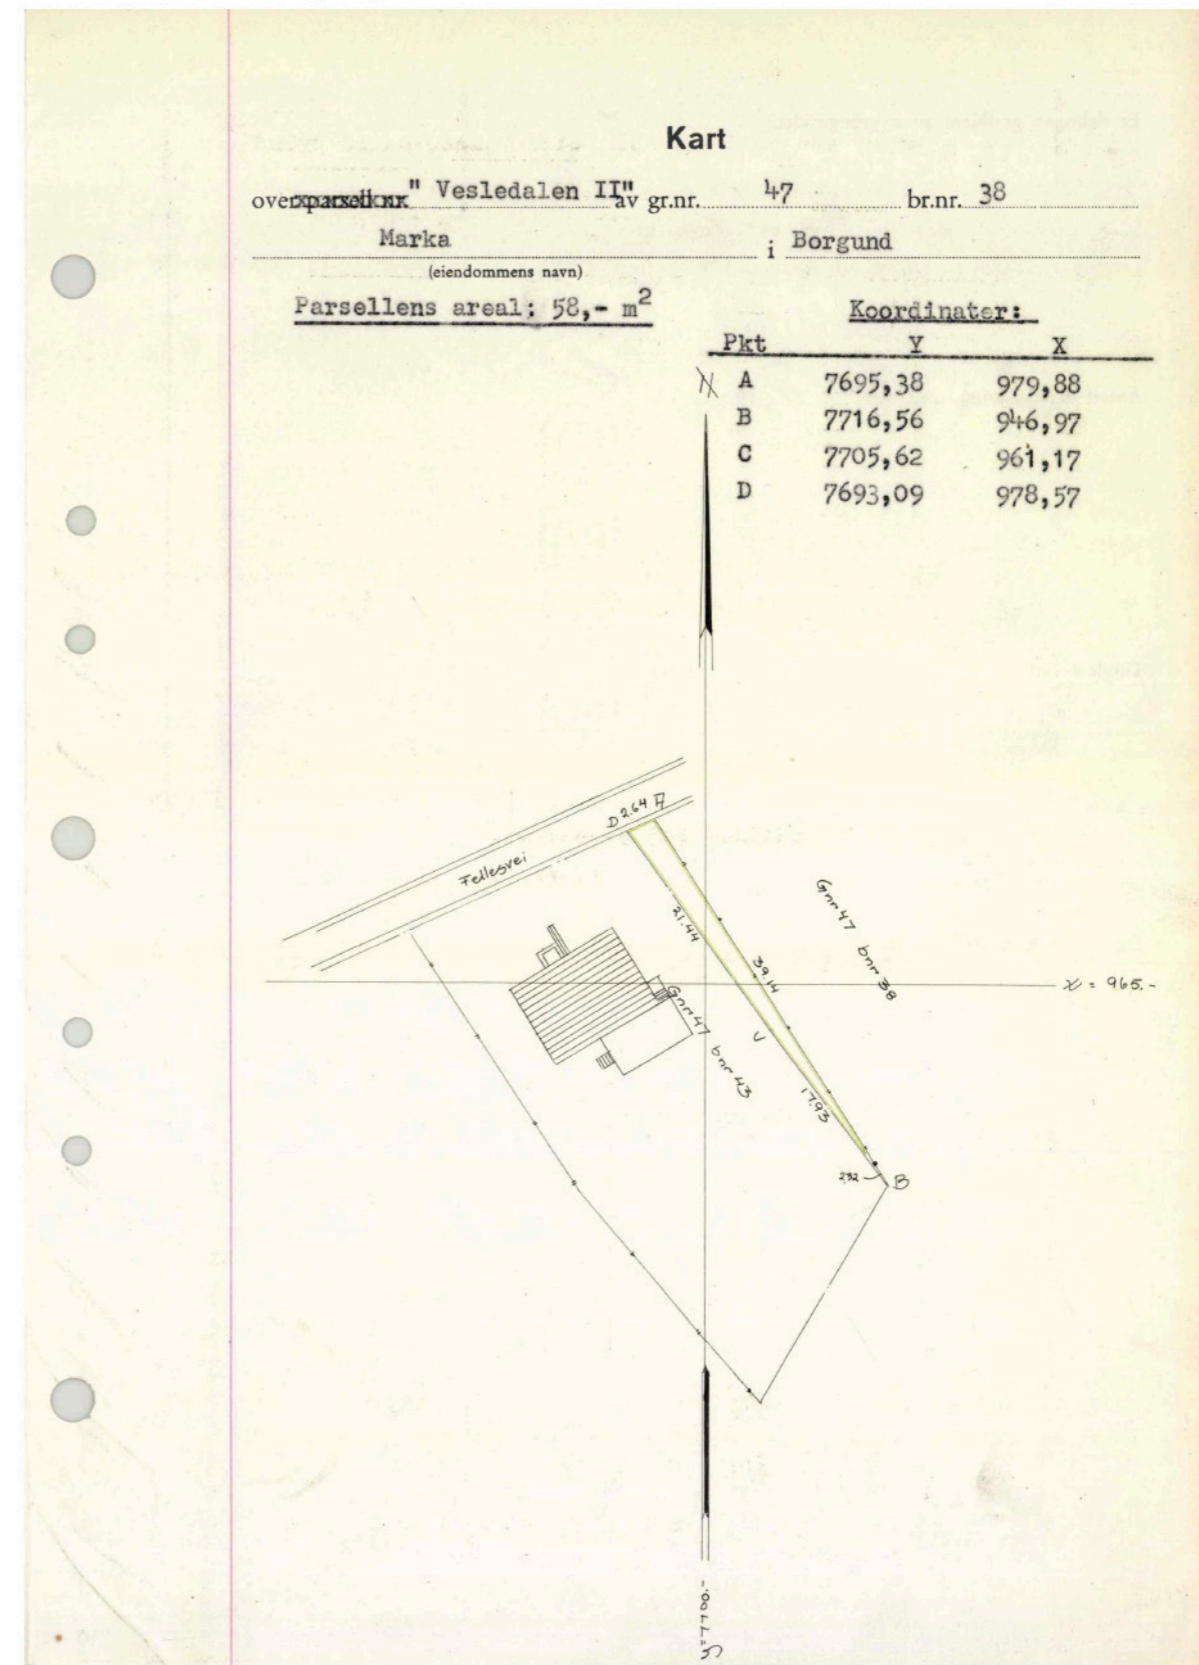 Kart
over " Vesledalen II" av gr.nr. 47 br.nr. 38
Marka i Borgund
(eiendommens navn)
Parsellens areal: 58,- m² Koordinater:
Pkt Y X
N A 7695,38 979,88
B 7716,56 946,97
C 7705,62 961,17
D 7693,09 978,57
D 2.64 A
Fellesvei
21.44
39.14
Gnr 47 bnr 38
x = 965.-
Gnr 47 bnr 43
C
17.93
2.32
B
y = 7700.-